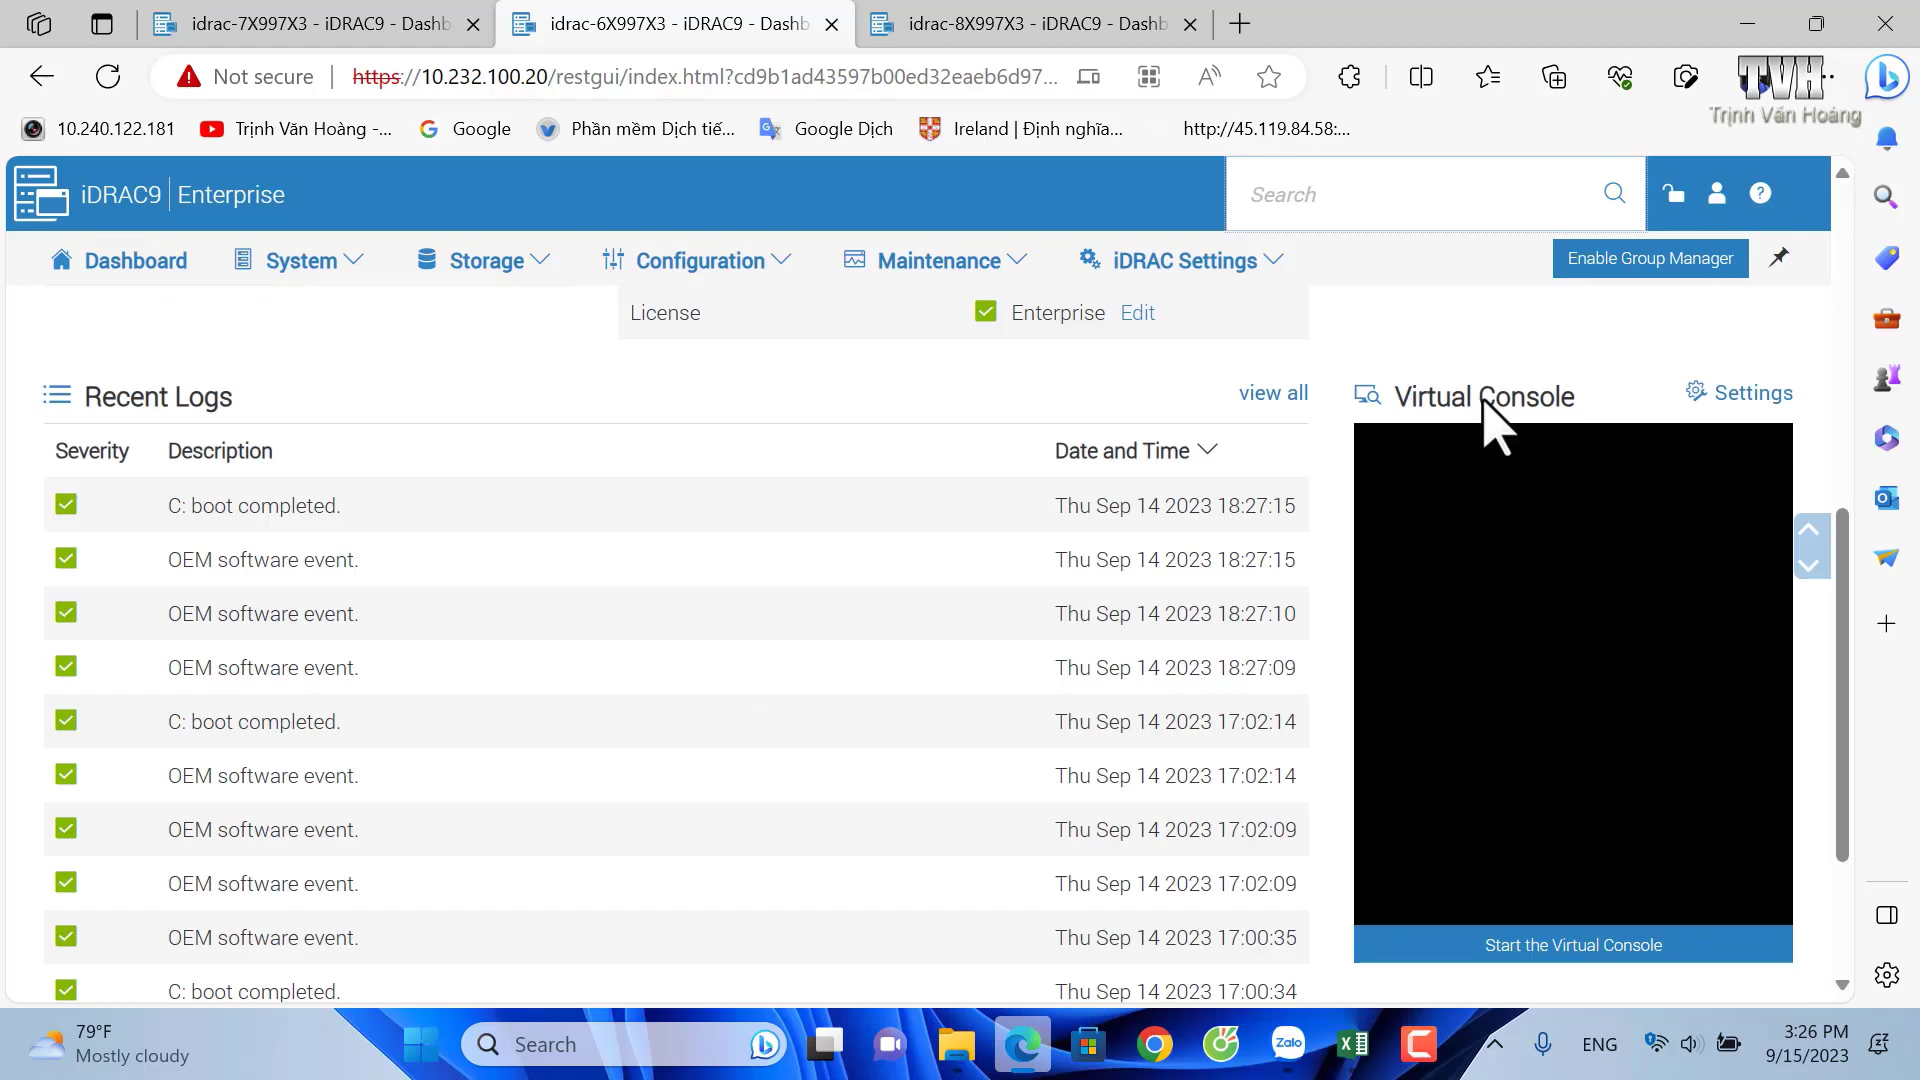 idrac-7X997X3 - iDRAC9 - Dashb
idrac-6X997X3 - iDRAC9 - Dashb
idrac-8X997X3 - iDRAC9 - Dashb
Not secure
https://10.232.100.20/restgui/index.html?cd9b1ad43597b00ed32eaeb6d97...
TVH
Trịnh Văn Hoàng
10.240.122.181
Trịnh Văn Hoàng -...
Google
Phần mềm Dịch tiế...
Google Dịch
Ireland | Định nghĩa...
http://45.119.84.58:...
iDRAC9 | Enterprise
Search
Dashboard
System
Storage
Configuration
Maintenance
iDRAC Settings
Enable Group Manager
License
Enterprise Edit
Recent Logs
view all
Severity Description Date and Time
C: boot completed. Thu Sep 14 2023 18:27:15
OEM software event. Thu Sep 14 2023 18:27:15
OEM software event. Thu Sep 14 2023 18:27:10
OEM software event. Thu Sep 14 2023 18:27:09
C: boot completed. Thu Sep 14 2023 17:02:14
OEM software event. Thu Sep 14 2023 17:02:14
OEM software event. Thu Sep 14 2023 17:02:09
OEM software event. Thu Sep 14 2023 17:02:09
OEM software event. Thu Sep 14 2023 17:00:35
C: boot completed. Thu Sep 14 2023 17:00:34
Virtual Console
Settings
Start the Virtual Console
79°F
Mostly cloudy
Search
Zalo
ENG
3:26 PM
9/15/2023